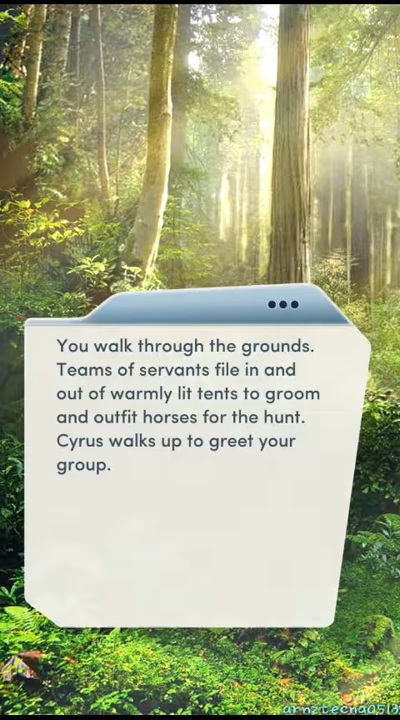 You walk through the grounds.
Teams of servants file in and
out of warmly lit tents to groom
and outfit horses for the hunt.
Cyrus walks up to greet your
group.
arnztecna0513